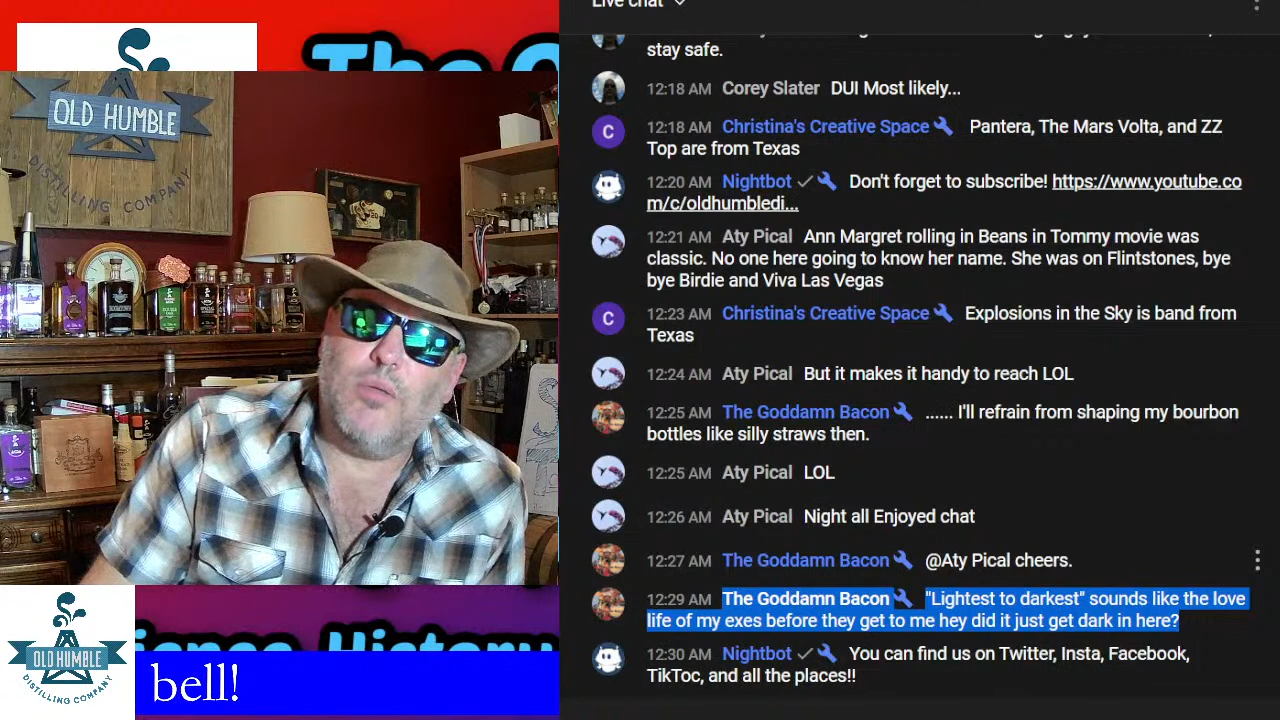 The
OLD HUMBLE
DISTILLING COMPANY
OLD HUMBLE
DISTILLING COMPANY
ience History
bell!
Live chat
stay safe.
12:18 AM Corey Slater DUI Most likely...
12:18 AM Christina's Creative Space Pantera, The Mars Volta, and ZZ
Top are from Texas
12:20 AM Nightbot Don't forget to subscribe! https://www.youtube.co
m/c/oldhumbledi...
12:21 AM Aty Pical Ann Margret rolling in Beans in Tommy movie was
classic. No one here going to know her name. She was on Flintstones, bye
bye Birdie and Viva Las Vegas
12:23 AM Christina's Creative Space Explosions in the Sky is band from
Texas
12:24 AM Aty Pical But it makes it handy to reach LOL
12:25 AM The Goddamn Bacon ...... I'll refrain from shaping my bourbon
bottles like silly straws then.
12:25 AM Aty Pical LOL
12:26 AM Aty Pical Night all Enjoyed chat
12:27 AM The Goddamn Bacon @Aty Pical cheers.
12:29 AM The Goddamn Bacon "Lightest to darkest" sounds like the love
life of my exes before they get to me hey did it just get dark in here?
12:30 AM Nightbot You can find us on Twitter, Insta, Facebook,
TikToc, and all the places!!